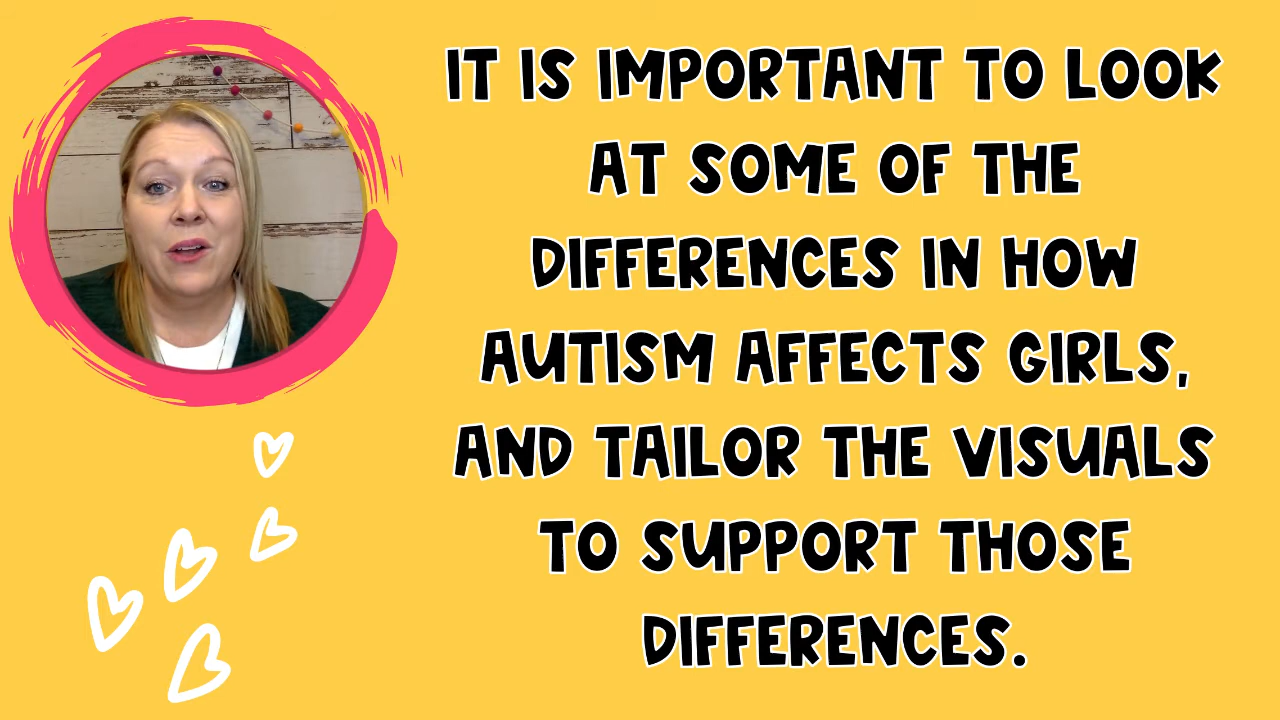 IT IS IMPORTANT TO LOOK
AT SOME OF THE
DIFFERENCES IN HOW
AUTISM AFFECTS GIRLS,
AND TAILOR THE VISUALS
TO SUPPORT THOSE
DIFFERENCES.